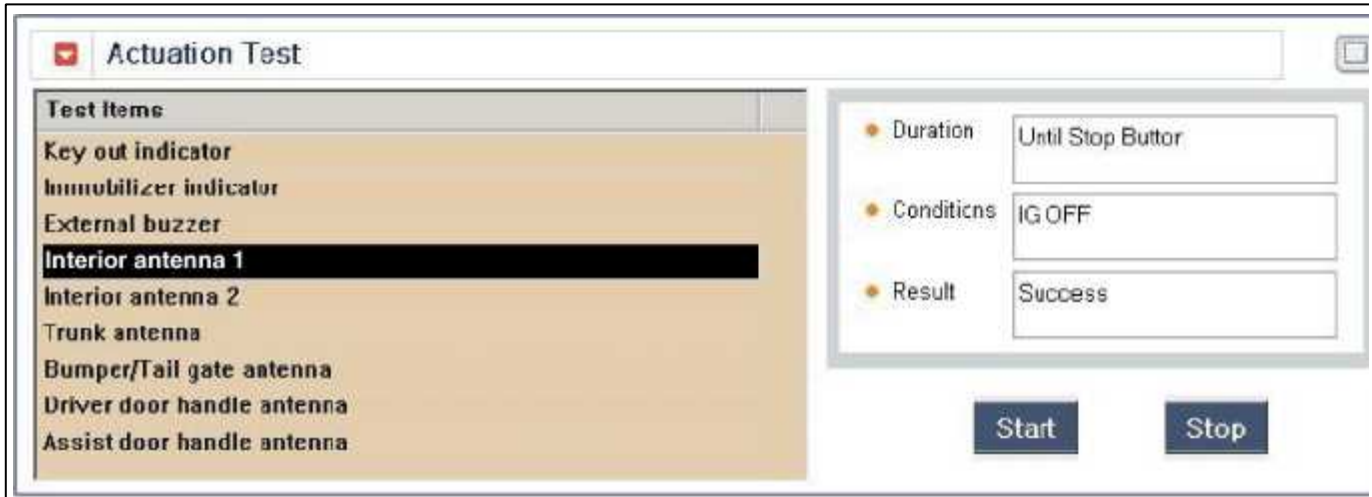 Actuation Test
Test Items
Key out indicator
Immobilizer indicator
External buzzer
Interior antenna 1
Interior antenna 2
Trunk antenna
Bumper/Tail gate antenna
Driver door handle antenna
Assist door handle antenna
Duration
Until Stop Buttor
Conditions
IG OFF
Result
Success
Start
Stop